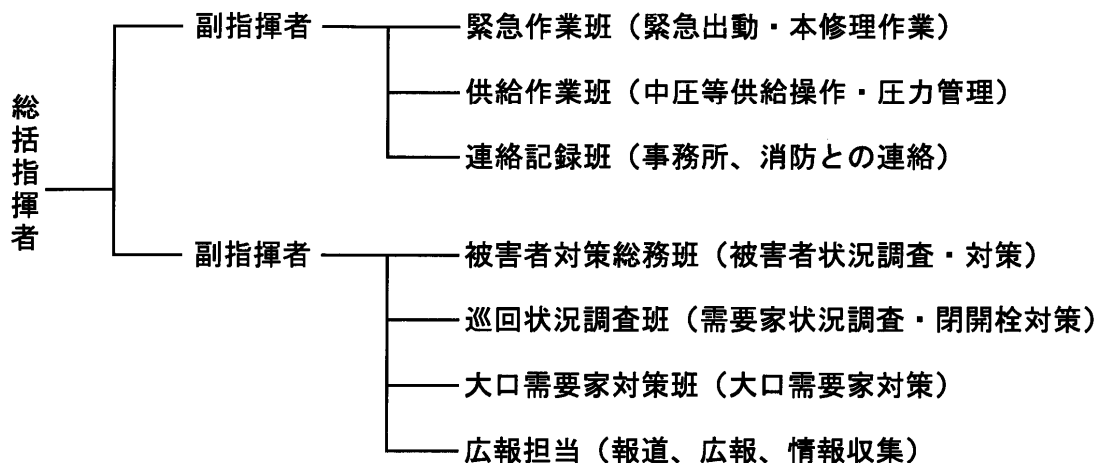 総括指揮者
副指揮者
緊急作業班（緊急出動・本修理作業）
供給作業班（中圧等供給操作・圧力管理）
連絡記録班（事務所、消防との連絡）
副指揮者
被害者対策総務班（被害者状況調査・対策）
巡回状況調査班（需要家状況調査・閉開栓対策）
大口需要家対策班（大口需要家対策）
広報担当（報道、広報、情報収集）